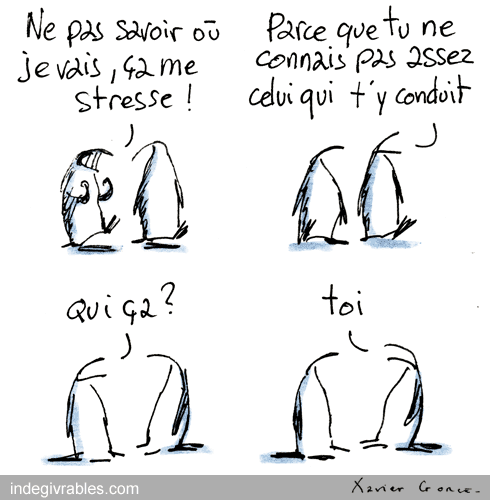 Ne pas savoir où
je vais, ça me
stresse !
Parce que tu ne
connais pas assez
celui qui t'y conduit
Qui ça ?
toi
indegivrables.com
Xavier Gorce.